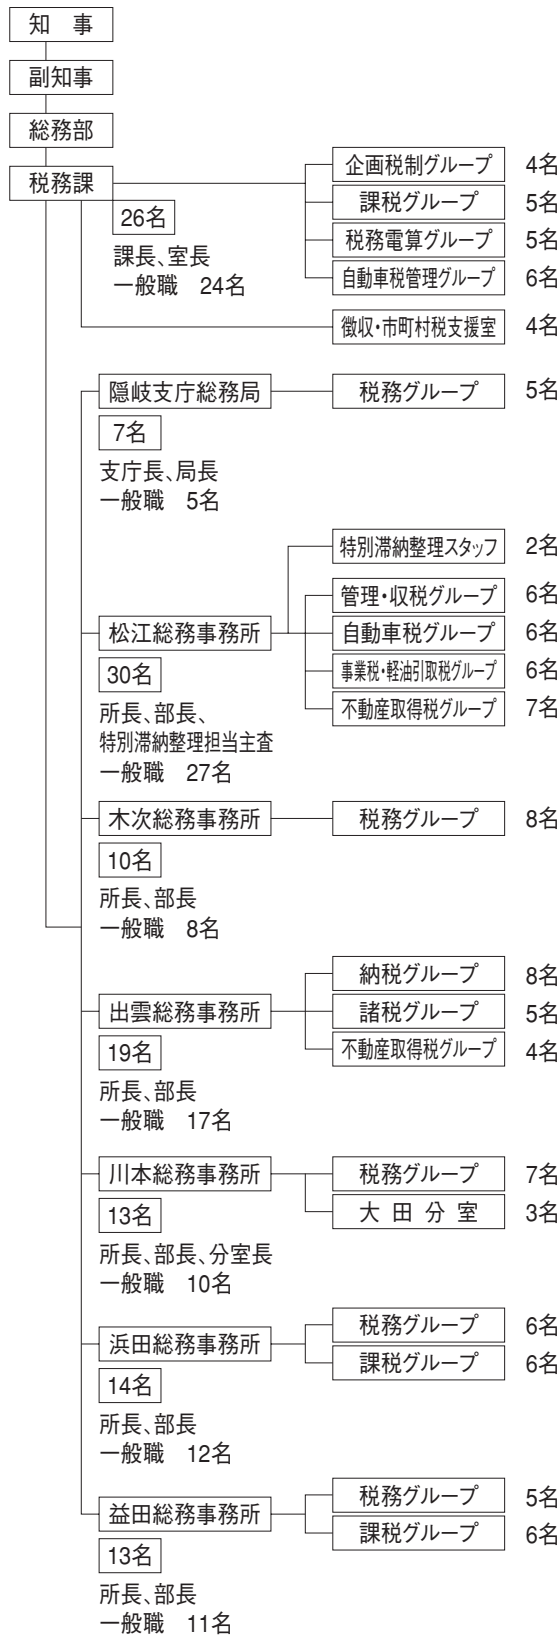 知　事
副知事
総務部
税務課
26名
課長、室長
一般職　24名
企画税制グループ　4名
課税グループ　5名
税務電算グループ　5名
自動車税管理グループ　6名
徴収・市町村税支援室　4名
隠岐支庁総務局
7名
支庁長、局長
一般職　5名
税務グループ　5名
松江総務事務所
30名
所長、部長、
特別滞納整理担当主査
一般職　27名
特別滞納整理スタッフ　2名
管理・収税グループ　6名
自動車税グループ　6名
事業税・軽油引取税グループ　6名
不動産取得税グループ　7名
木次総務事務所
10名
所長、部長
一般職　8名
税務グループ　8名
出雲総務事務所
19名
所長、部長
一般職　17名
納税グループ　8名
諸税グループ　5名
不動産取得税グループ　4名
川本総務事務所
13名
所長、部長、分室長
一般職　10名
税務グループ　7名
大田分室　3名
浜田総務事務所
14名
所長、部長
一般職　12名
税務グループ　6名
課税グループ　6名
益田総務事務所
13名
所長、部長
一般職　11名
税務グループ　5名
課税グループ　6名